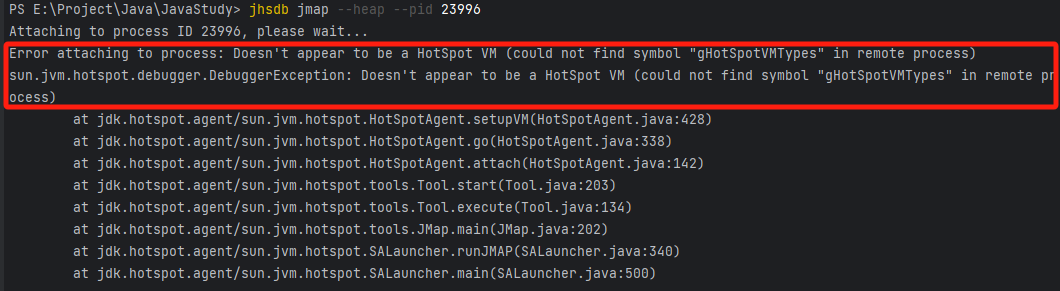 PS E:\Project\Java\JavaStudy> jhsdb jmap --heap --pid 23996
Attaching to process ID 23996, please wait...
Error attaching to process: Doesn't appear to be a HotSpot VM (could not find symbol "gHotSpotVMTypes" in remote process)
sun.jvm.hotspot.debugger.DebuggerException: Doesn't appear to be a HotSpot VM (could not find symbol "gHotSpotVMTypes" in remote pr
ocess)
        at jdk.hotspot.agent/sun.jvm.hotspot.HotSpotAgent.setupVM(HotSpotAgent.java:428)
        at jdk.hotspot.agent/sun.jvm.hotspot.HotSpotAgent.go(HotSpotAgent.java:338)
        at jdk.hotspot.agent/sun.jvm.hotspot.HotSpotAgent.attach(HotSpotAgent.java:142)
        at jdk.hotspot.agent/sun.jvm.hotspot.tools.Tool.start(Tool.java:203)
        at jdk.hotspot.agent/sun.jvm.hotspot.tools.Tool.execute(Tool.java:134)
        at jdk.hotspot.agent/sun.jvm.hotspot.tools.JMap.main(JMap.java:202)
        at jdk.hotspot.agent/sun.jvm.hotspot.SALauncher.runJMAP(SALauncher.java:340)
        at jdk.hotspot.agent/sun.jvm.hotspot.SALauncher.main(SALauncher.java:500)